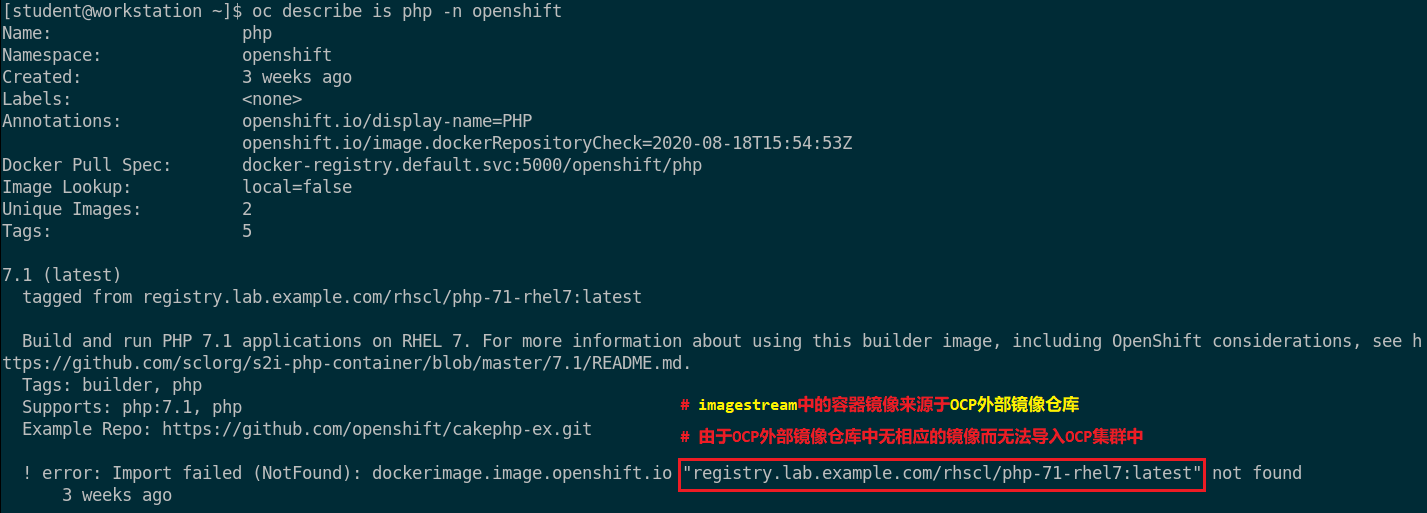 [student@workstation ~]$ oc describe is php -n openshift
Name: php
Namespace: openshift
Created: 3 weeks ago
Labels: <none>
Annotations: openshift.io/display-name=PHP
openshift.io/image.dockerRepositoryCheck=2020-08-18T15:54:53Z
Docker Pull Spec: docker-registry.default.svc:5000/openshift/php
Image Lookup: local=false
Unique Images: 2
Tags: 5
7.1 (latest)
tagged from registry.lab.example.com/rhscl/php-71-rhel7:latest
Build and run PHP 7.1 applications on RHEL 7. For more information about using this builder image, including OpenShift considerations, see h
ttps://github.com/sclorg/s2i-php-container/blob/master/7.1/README.md.
Tags: builder, php
Supports: php:7.1, php
# imagestream中的容器镜像来源于OCP外部镜像仓库
Example Repo: https://github.com/openshift/cakephp-ex.git
# 由于OCP外部镜像仓库中无相应的镜像而无法导入OCP集群中
! error: Import failed (NotFound): dockerimage.image.openshift.io "registry.lab.example.com/rhscl/php-71-rhel7:latest" not found
3 weeks ago